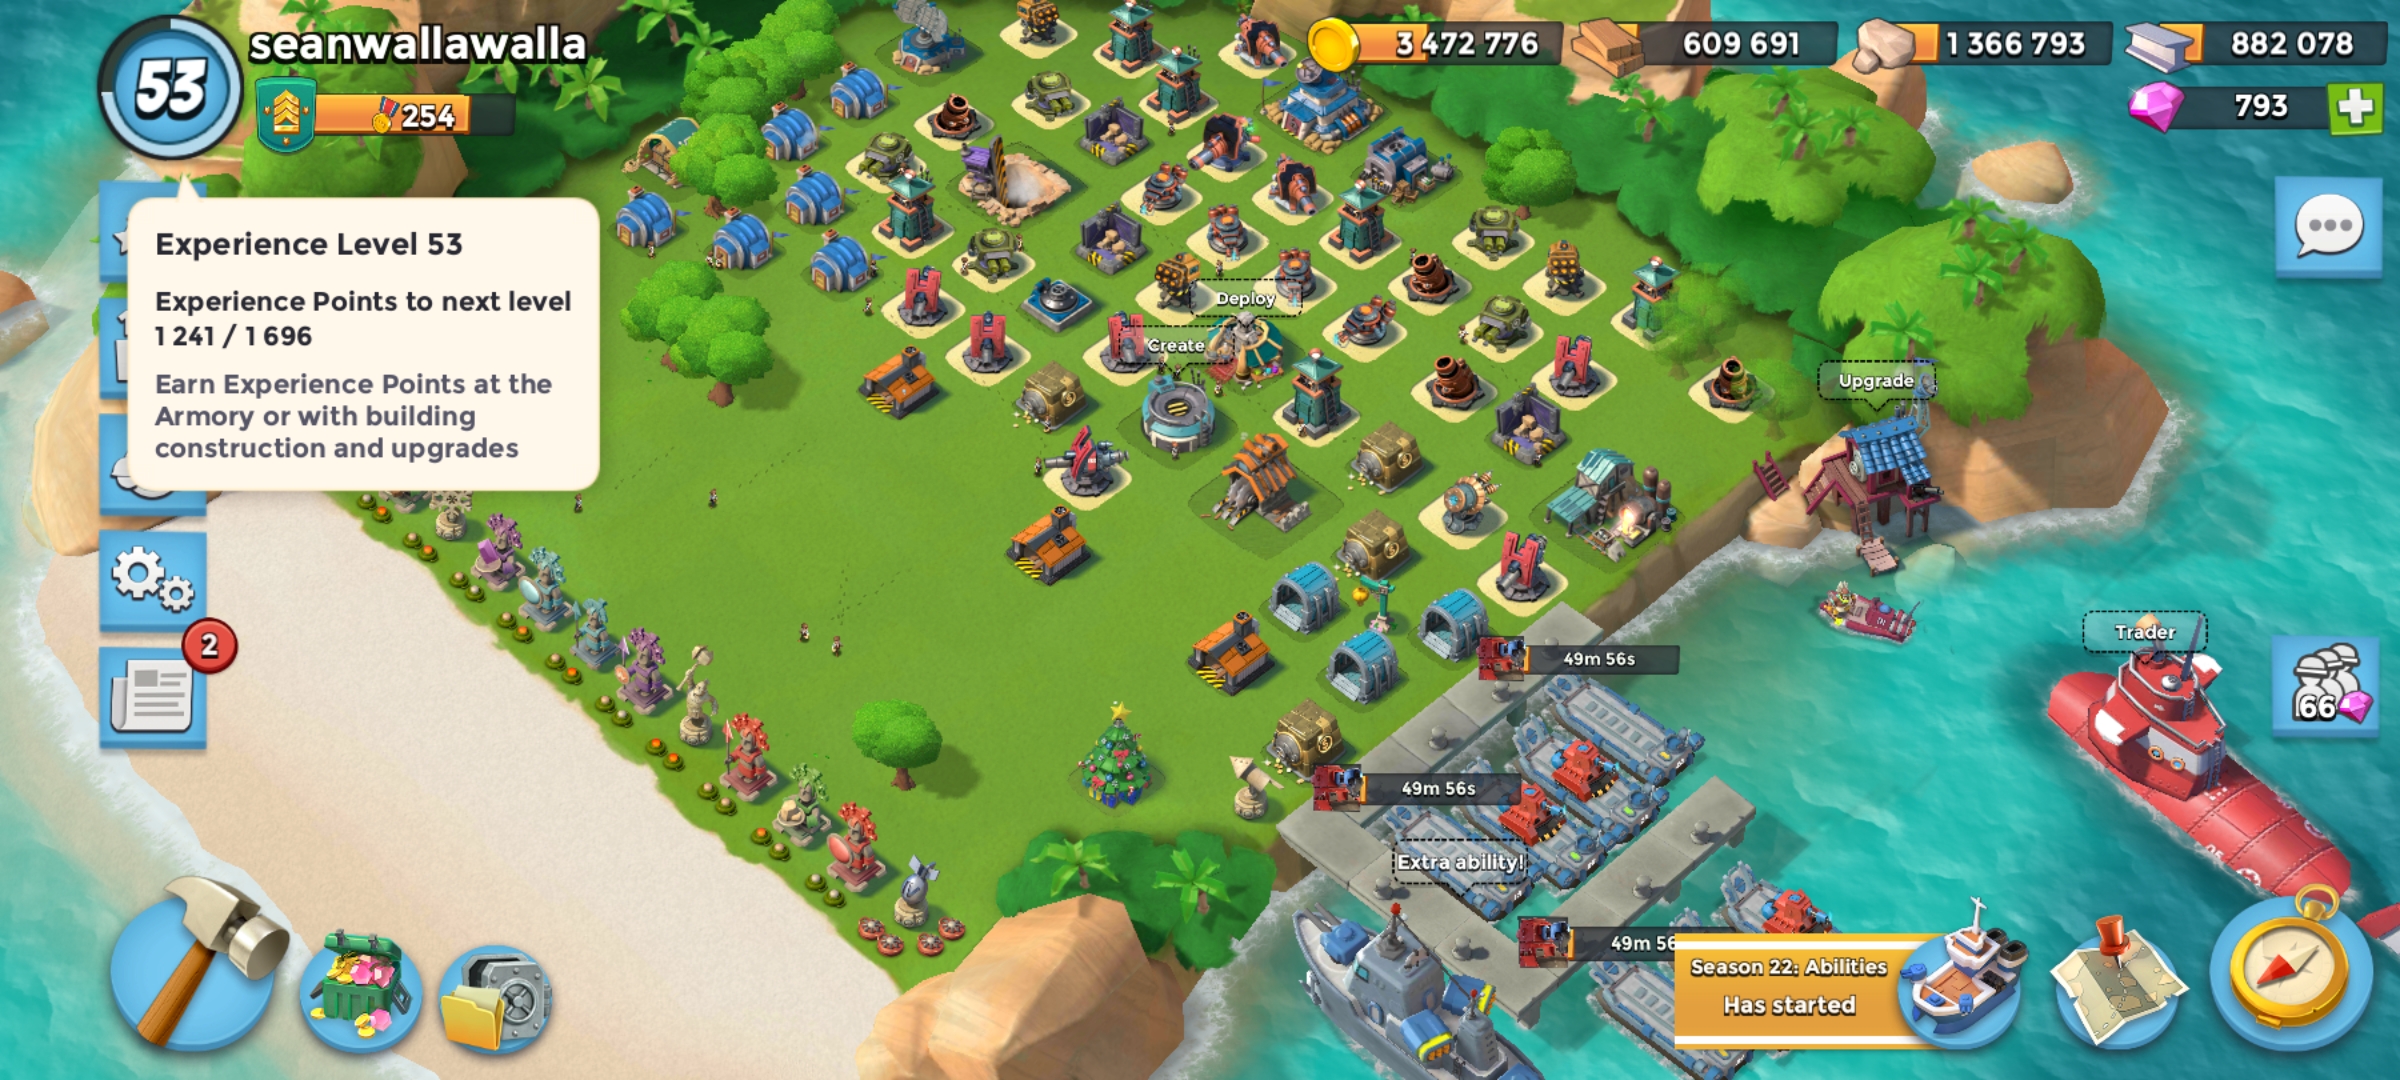 53
seanwallawalla
254
3 472 776
609 691
1 366 793
882 078
793
Experience Level 53
Experience Points to next level
1 241 / 1 696
Earn Experience Points at the
Armory or with building
construction and upgrades
Deploy
Create
Upgrade
Trader
2
49m 56s
66
49m 56s
Extra ability!
49m 56
Season 22: Abilities
Has started